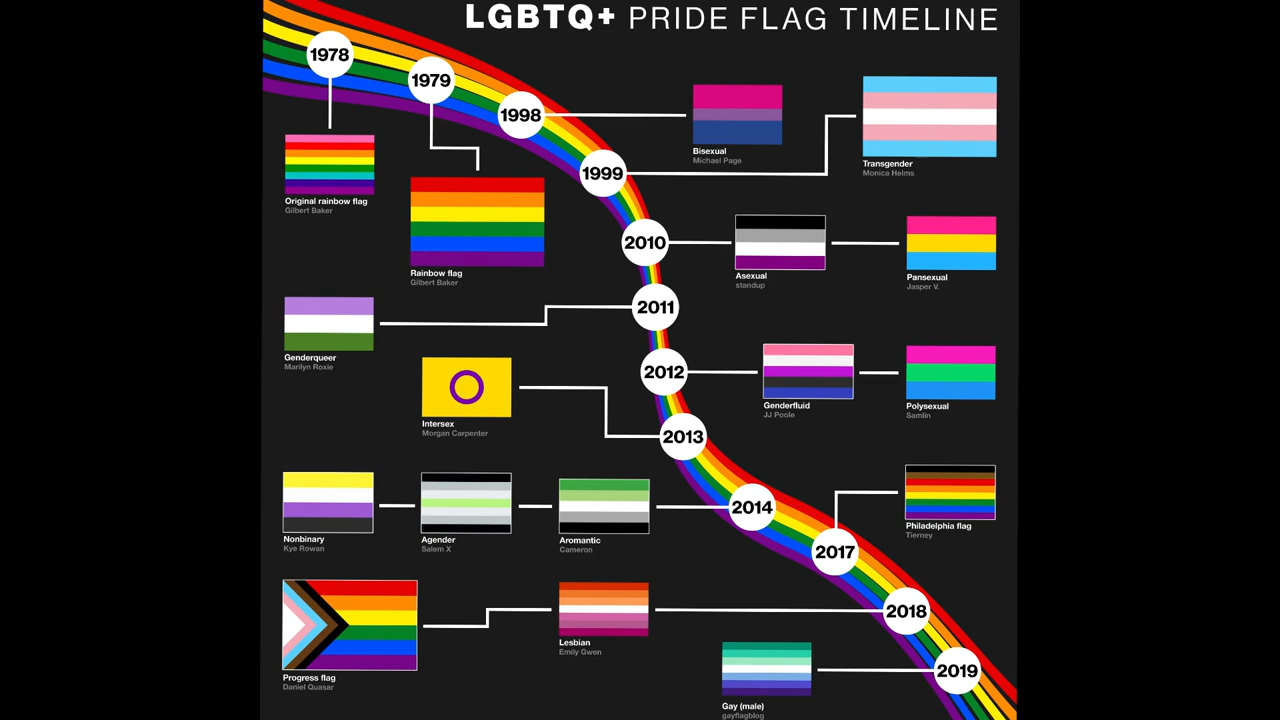 LGBTQ+ PRIDE FLAG TIMELINE
1978
1979
1998
1999
2010
2011
2012
2013
2014
2017
2018
2019
Original rainbow flag
Gilbert Baker
Rainbow flag
Gilbert Baker
Bisexual
Michael Page
Transgender
Monica Helms
Asexual
standup
Pansexual
Jasper V.
Genderqueer
Marilyn Roxie
Genderfluid
JJ Poole
Polysexual
Samlin
Intersex
Morgan Carpenter
Nonbinary
Kye Rowan
Agender
Salem X
Aromantic
Cameron
Philadelphia flag
Tierney
Progress flag
Daniel Quasar
Lesbian
Emily Gwen
Gay (male)
gayflagblog